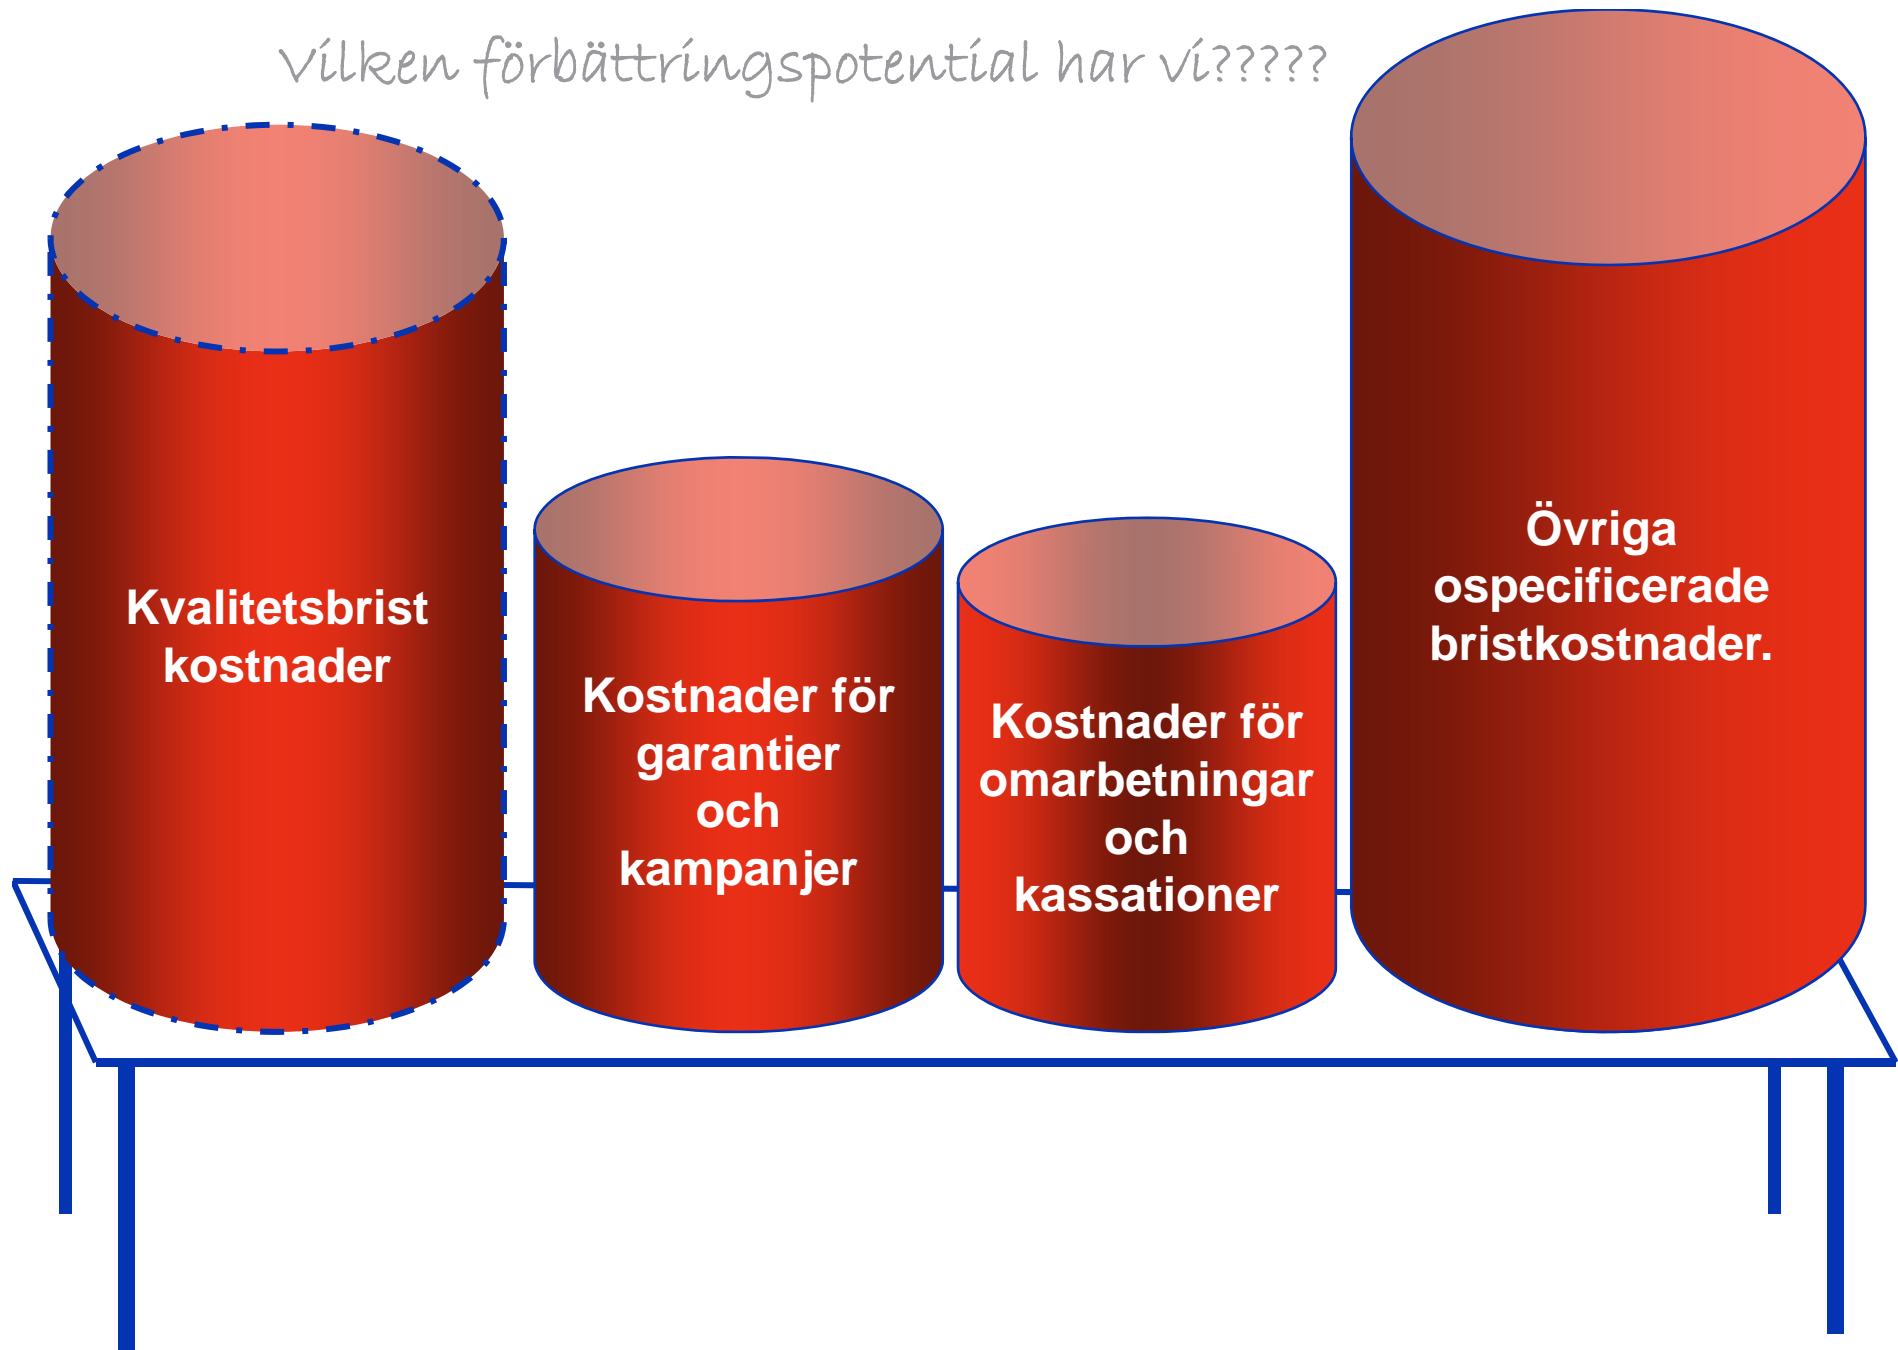 Vilken förbättringspotential har vi?????
Kvalitetsbrist
kostnader
Kostnader för
garantier
och
kampanjer
Kostnader för
omarbetningar
och
kassationer
Övriga
ospecificerade
bristkostnader.